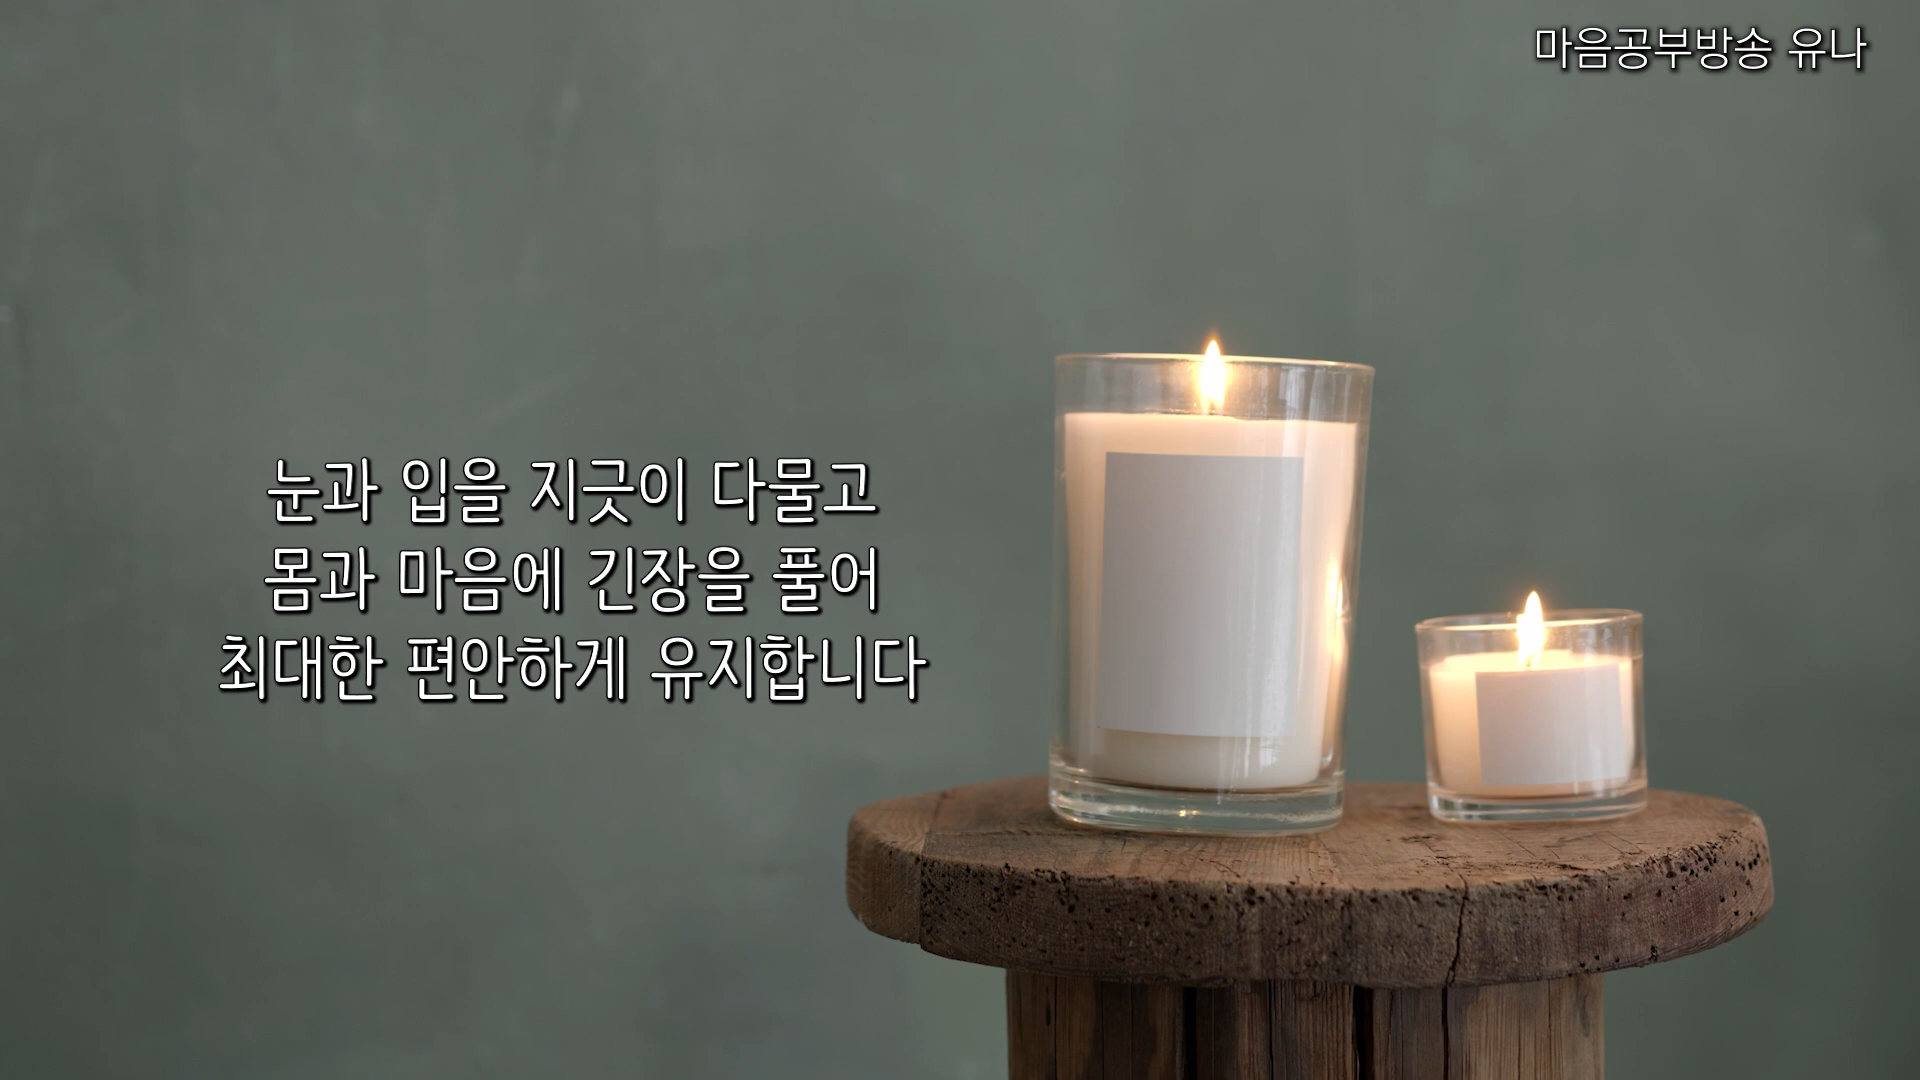 마음공부방송 유나
눈과 입을 지긋이 다물고
몸과 마음에 긴장을 풀어
최대한 편안하게 유지합니다